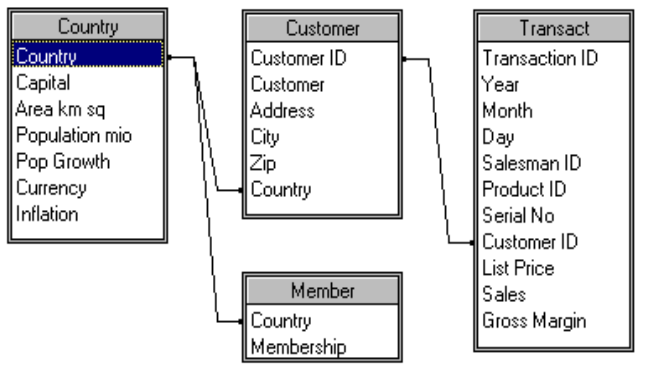 Country
Country
Capital
Area km sq
Population mio
Pop Growth
Currency
Inflation
Customer
Customer ID
Customer
Address
City
Zip
Country
Member
Country
Membership
Transact
Transaction ID
Year
Month
Day
Salesman ID
Product ID
Serial No
Customer ID
List Price
Sales
Gross Margin